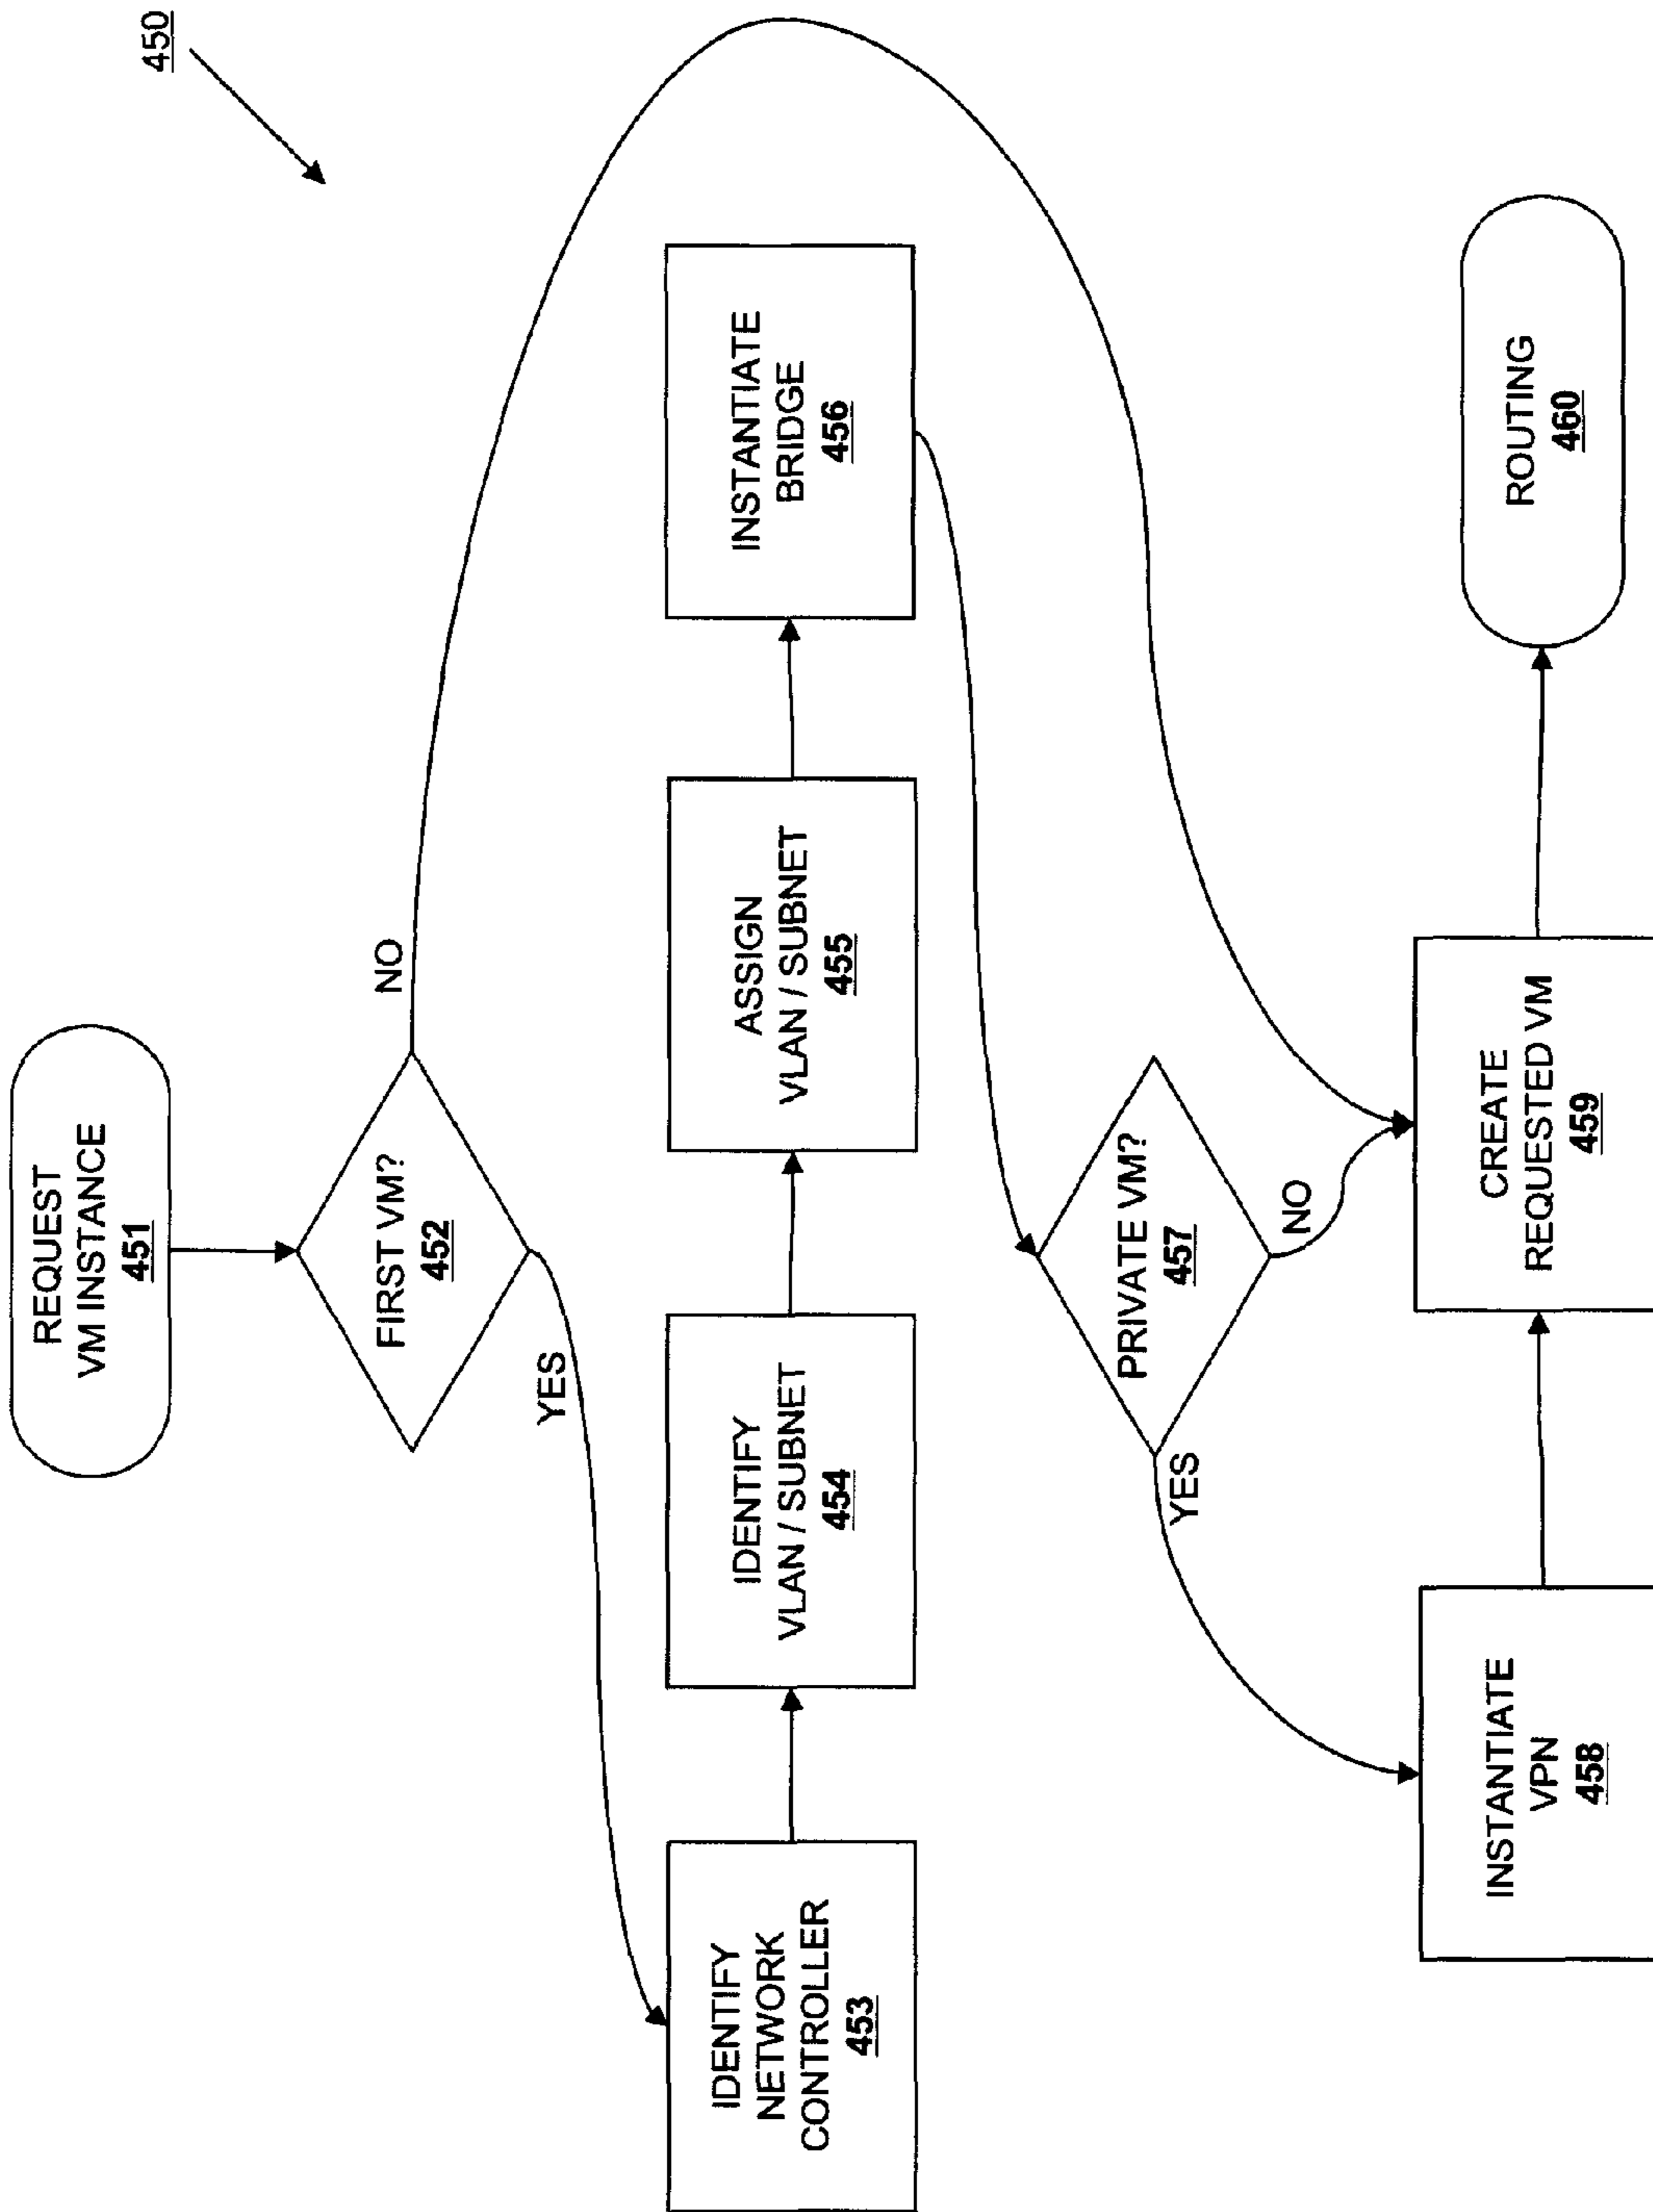 450
REQUEST
VM INSTANCE
451
FIRST VM?
452
NO
YES
IDENTIFY
NETWORK
CONTROLLER
453
IDENTIFY
VLAN / SUBNET
454
ASSIGN
VLAN / SUBNET
455
INSTANTIATE
BRIDGE
456
PRIVATE VM?
457
YES
NO
INSTANTIATE
VPN
458
CREATE
REQUESTED VM
459
ROUTING
460